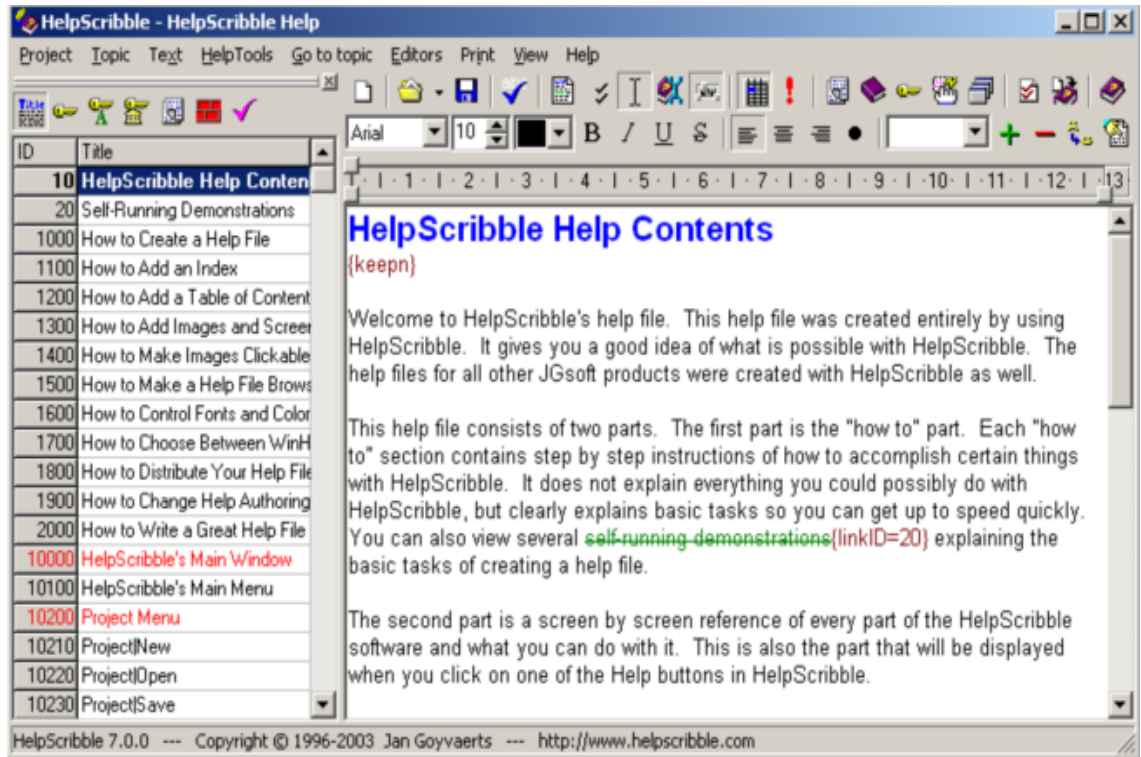 HelpScribble - HelpScribble Help
Project Topic Text HelpTools Go to topic Editors Print View Help
Arial 10 B I U S
ID Title
10 HelpScribble Help Conten
20 Self-Running Demonstrations
1000 How to Create a Help File
1100 How to Add an Index
1200 How to Add a Table of Content
1300 How to Add Images and Screer
1400 How to Make Images Clickable
1500 How to Make a Help File Brows
1600 How to Control Fonts and Color
1700 How to Choose Between WinH
1800 How to Distribute Your Help File
1900 How to Change Help Authoring
2000 How to Write a Great Help File
10000 HelpScribble's Main Window
10100 HelpScribble's Main Menu
10200 Project Menu
10210 Project|New
10220 Project|Open
10230 Project|Save
1 2 3 4 5 6 7 8 9 10 11 12 13
HelpScribble Help Contents
{keepn}
Welcome to HelpScribble's help file. This help file was created entirely by using
HelpScribble. It gives you a good idea of what is possible with HelpScribble. The
help files for all other JGsoft products were created with HelpScribble as well.
This help file consists of two parts. The first part is the "how to" part. Each "how
to" section contains step by step instructions of how to accomplish certain things
with HelpScribble. It does not explain everything you could possibly do with
HelpScribble, but clearly explains basic tasks so you can get up to speed quickly.
You can also view several self-running demonstrations{linkID=20} explaining the
basic tasks of creating a help file.
The second part is a screen by screen reference of every part of the HelpScribble
software and what you can do with it. This is also the part that will be displayed
when you click on one of the Help buttons in HelpScribble.
HelpScribble 7.0.0 --- Copyright © 1996-2003 Jan Goyvaerts --- http://www.helpscribble.com